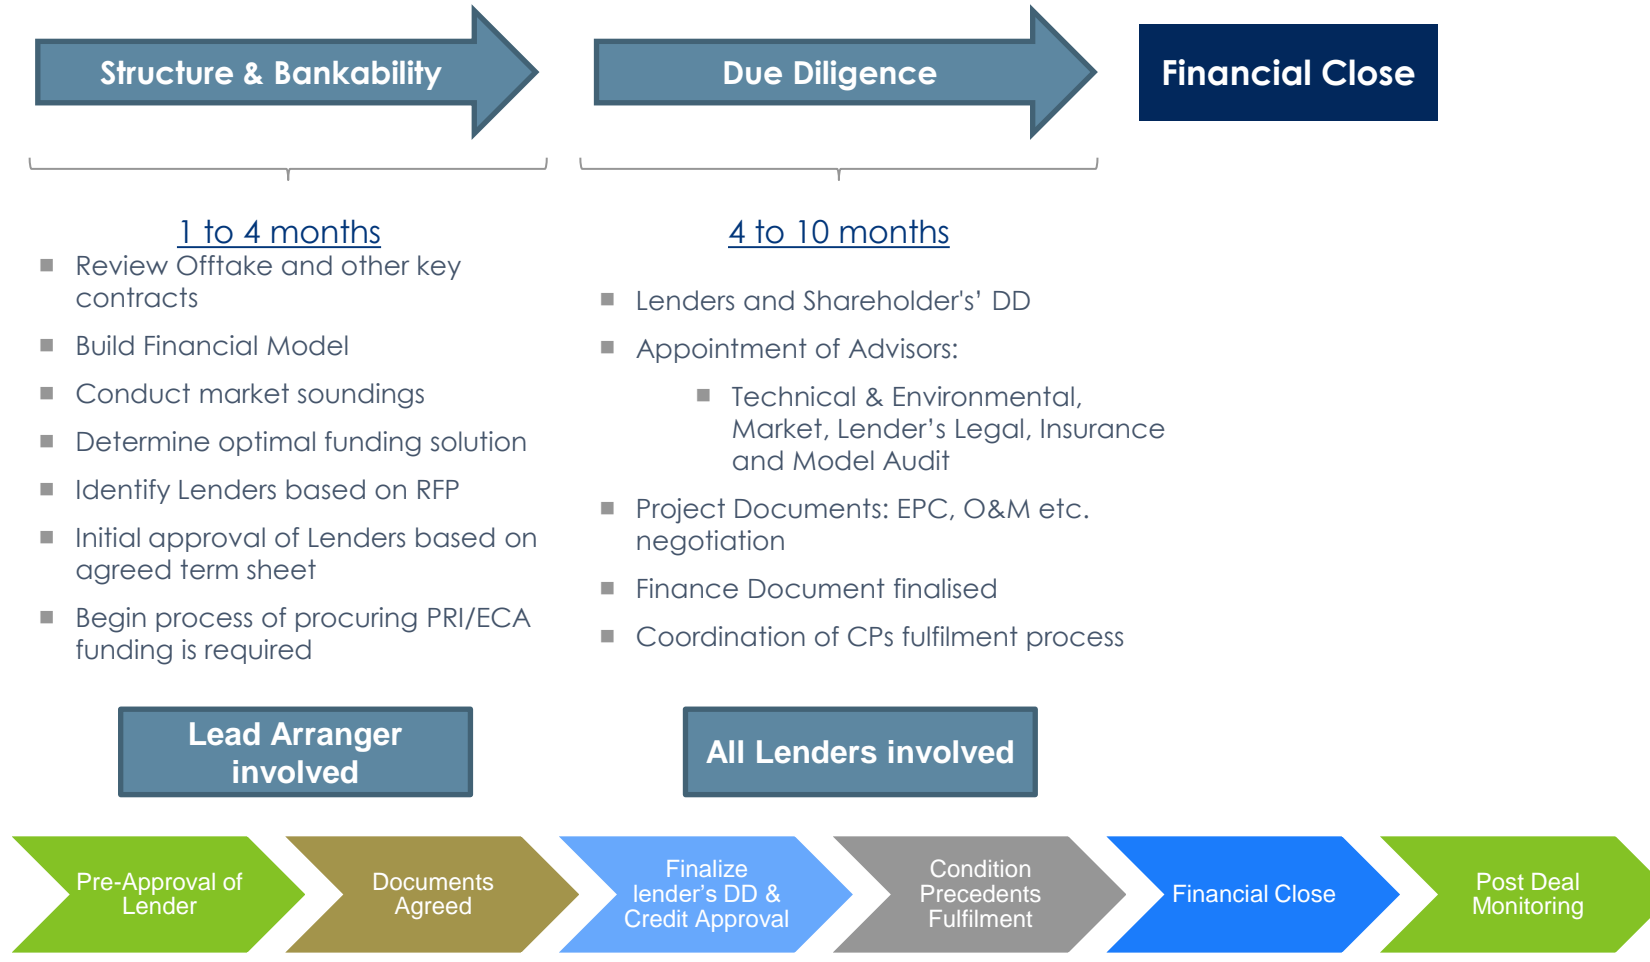 Structure & Bankability
Due Diligence
Financial Close
1 to 4 months
Review Offtake and other key
contracts
Build Financial Model
Conduct market soundings
Determine optimal funding solution
Identify Lenders based on RFP
Initial approval of Lenders based on
agreed term sheet
Begin process of procuring PRI/ECA
funding is required
4 to 10 months
Lenders and Shareholder's’ DD
Appointment of Advisors:
Technical & Environmental,
Market, Lender’s Legal, Insurance
and Model Audit
Project Documents: EPC, O&M etc.
negotiation
Finance Document finalised
Coordination of CPs fulfilment process
Lead Arranger
involved
All Lenders involved
Pre-Approval of
Lender
Documents
Agreed
Finalize
lender’s DD &
Credit Approval
Condition
Precedents
Fulfilment
Financial Close
Post Deal
Monitoring